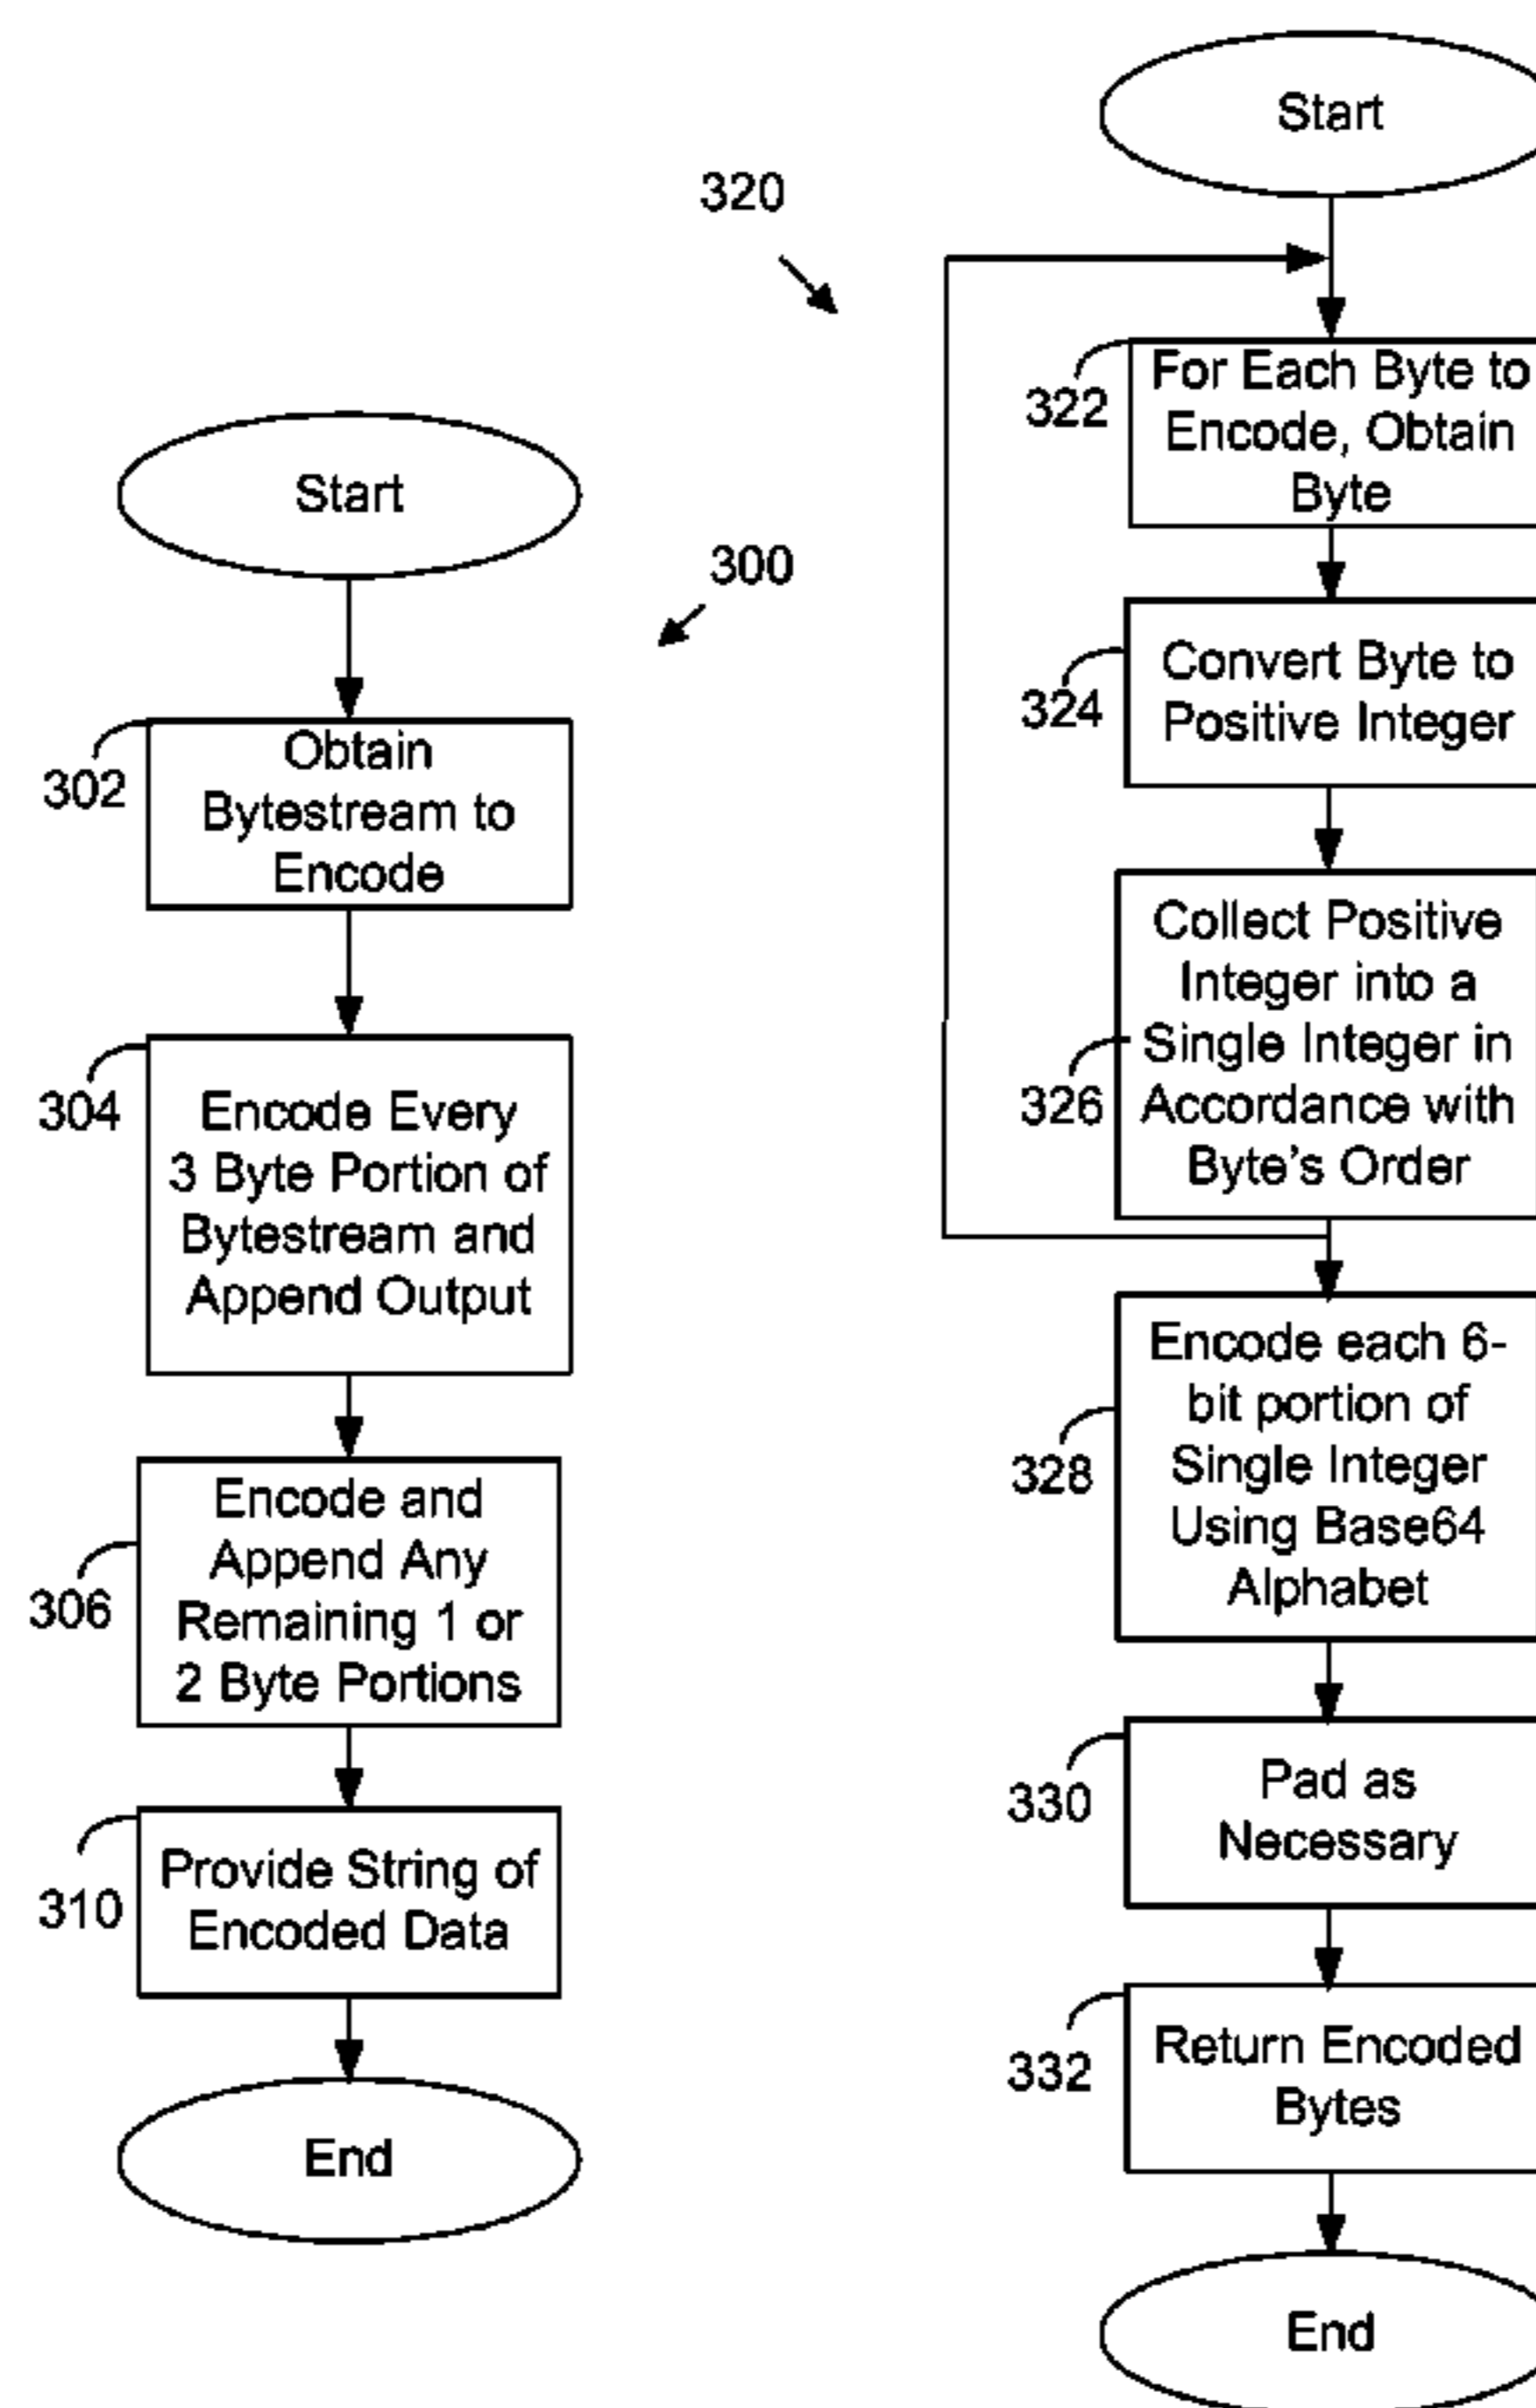 Start
300
302
Obtain
Bytestream to
Encode
304
Encode Every
3 Byte Portion of
Bytestream and
Append Output
306
Encode and
Append Any
Remaining 1 or
2 Byte Portions
310
Provide String of
Encoded Data
End
320
Start
322
For Each Byte to
Encode, Obtain
Byte
324
Convert Byte to
Positive Integer
326
Collect Positive
Integer into a
Single Integer in
Accordance with
Byte's Order
328
Encode each 6-
bit portion of
Single Integer
Using Base64
Alphabet
330
Pad as
Necessary
332
Return Encoded
Bytes
End